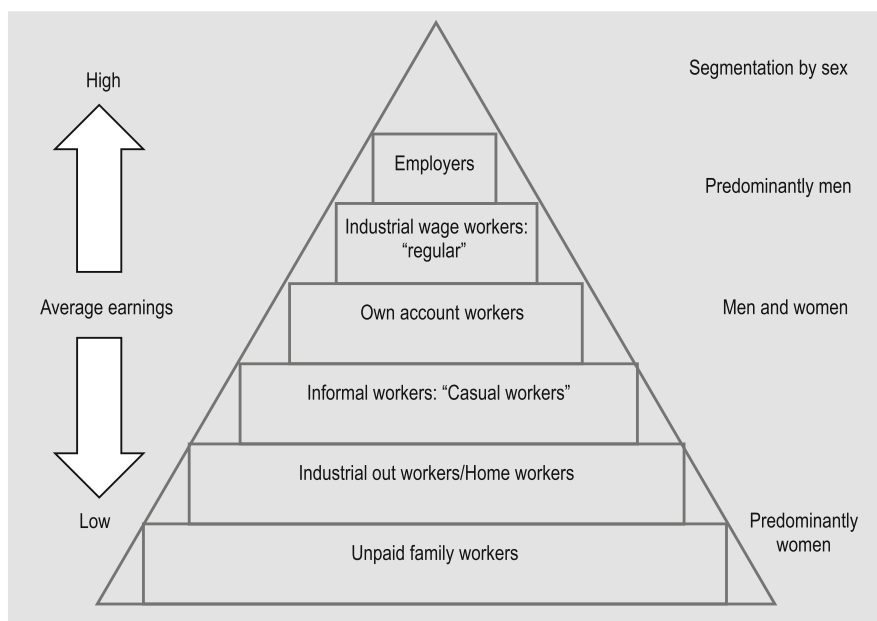 High
Segmentation by sex
Employers
Predominantly men
Industrial wage workers:
“regular”
Average earnings
Own account workers
Men and women
Informal workers: “Casual workers”
Industrial out workers/Home workers
Low
Predominantly
women
Unpaid family workers